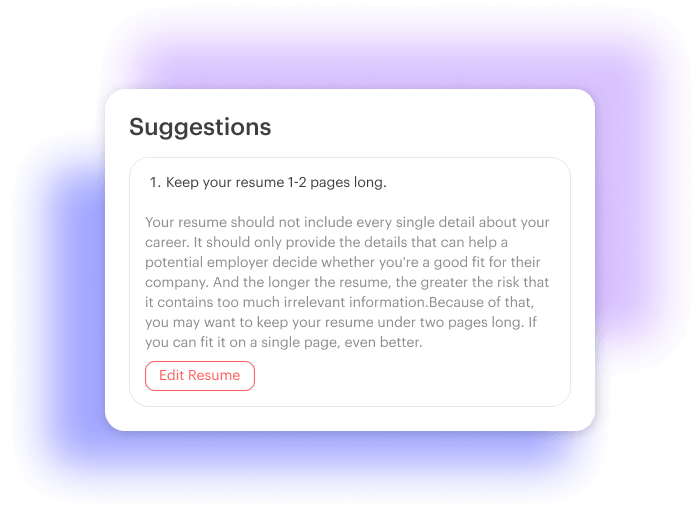 Suggestions
1. Keep your resume 1-2 pages long.
Your resume should not include every single detail about your
career. It should only provide the details that can help a
potential employer decide whether you're a good fit for their
company. And the longer the resume, the greater the risk that
it contains too much irrelevant information.Because of that,
you may want to keep your resume under two pages long. If
you can fit it on a single page, even better.
Edit Resume